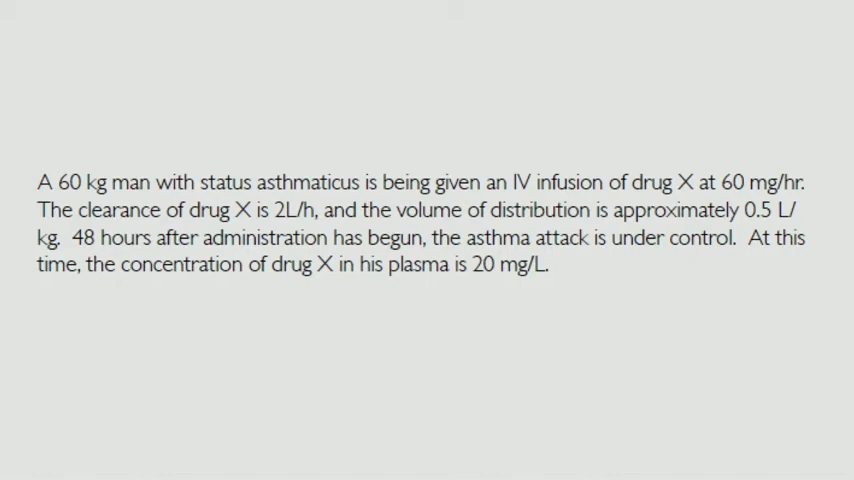 A 60 kg man with status asthmaticus is being given an IV infusion of drug X at 60 mg/hr.
The clearance of drug X is 2L/h, and the volume of distribution is approximately 0.5 L/
kg.  48 hours after administration has begun, the asthma attack is under control.  At this
time, the concentration of drug X in his plasma is 20 mg/L.